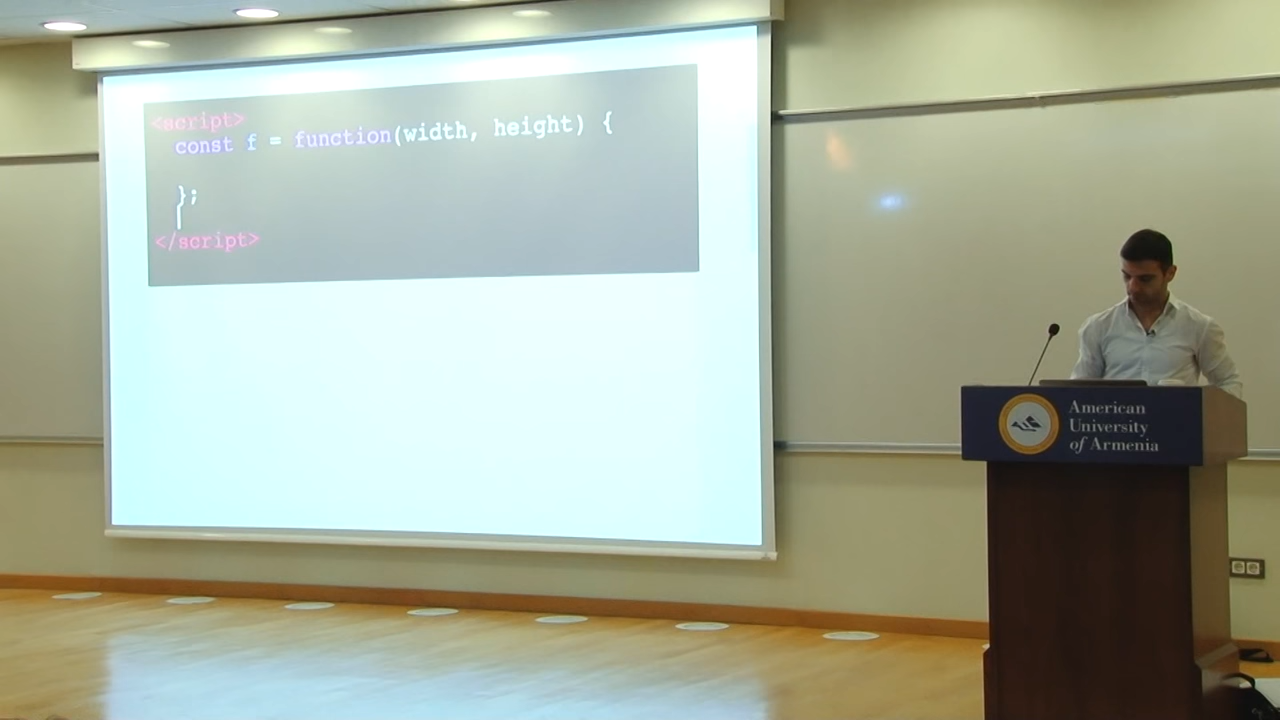 <script>
const f = function(width, height) {
};
</script>
American
University
of Armenia